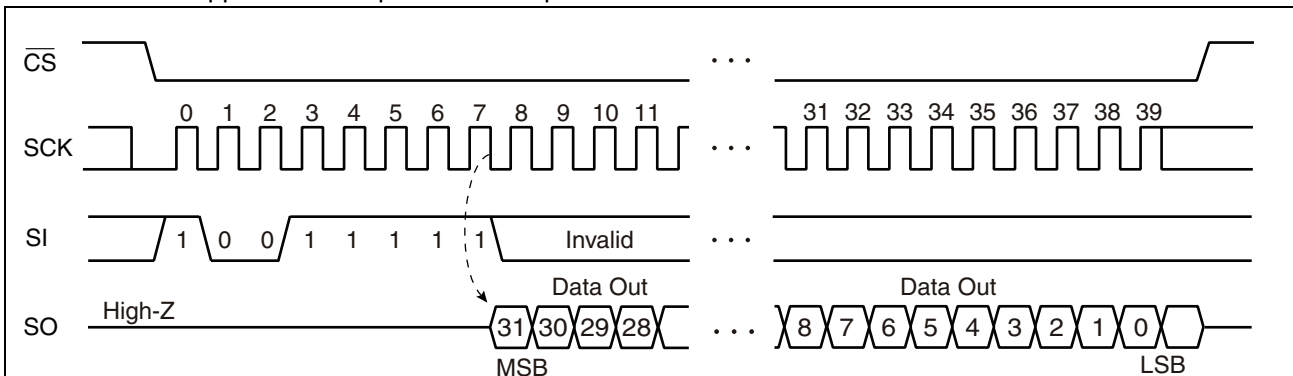 CS
0 1 2 3 4 5 6 7 8 9 10 11 ... 31 32 33 34 35 36 37 38 39
SCK
SI 1 0 0 1 1 1 1 1 Invalid ...
Data Out Data Out
SO High-Z 31 30 29 28 ... 8 7 6 5 4 3 2 1 0
MSB LSB